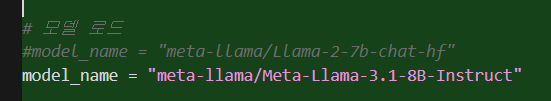 # 모델 로드
#model_name = "meta-llama/Llama-2-7b-chat-hf"
model_name = "meta-llama/Meta-Llama-3.1-8B-Instruct"